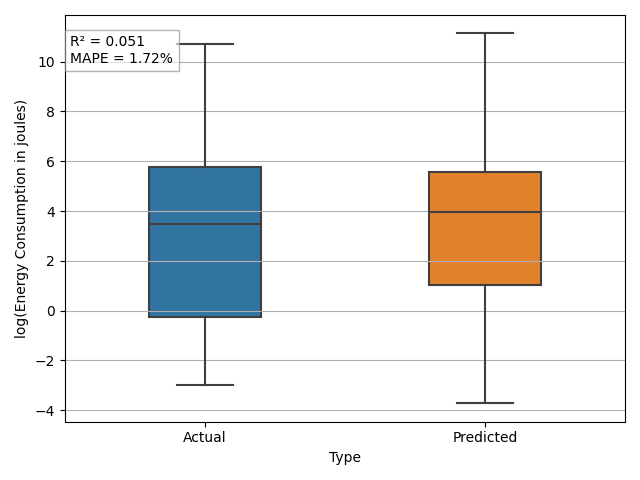 R² = 0.051
MAPE = 1.72%
10
8
6
4
2
0
−2
−4
log(Energy Consumption in joules)
Actual
Predicted
Type